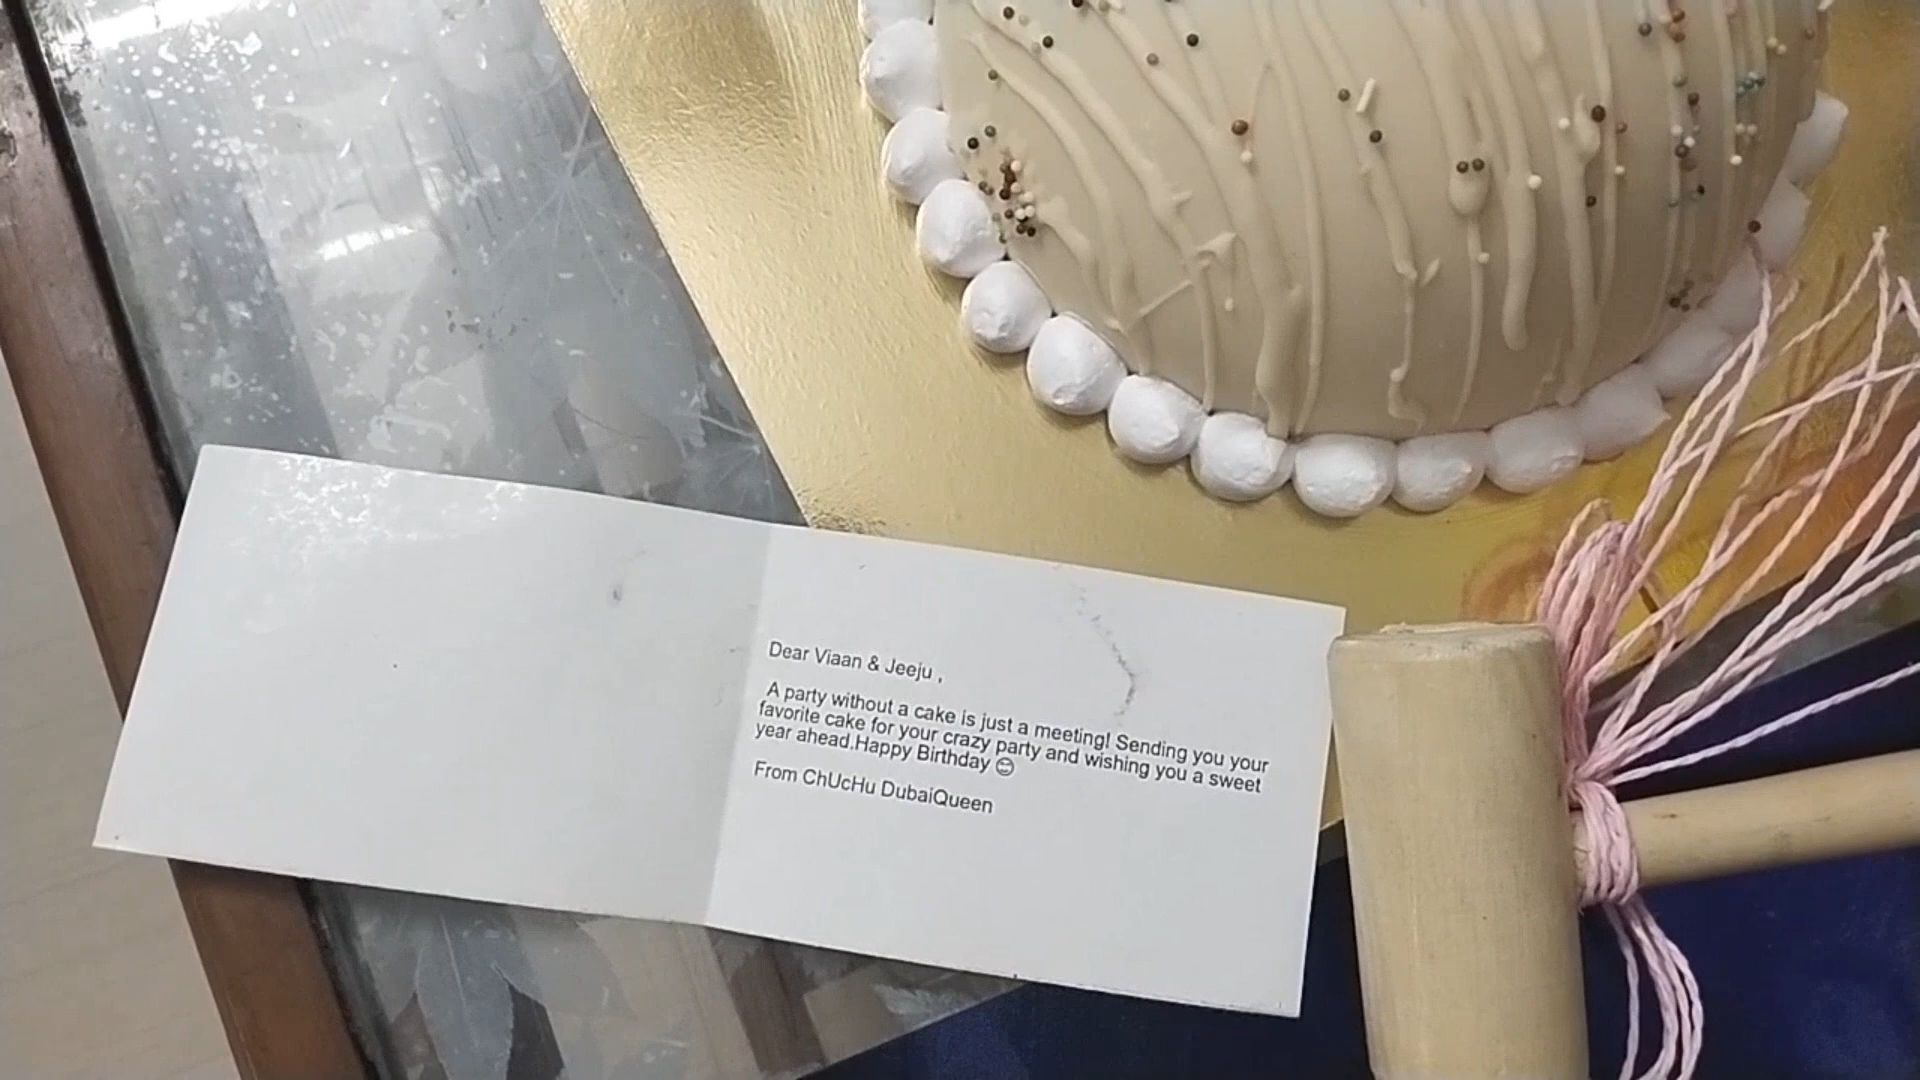 Dear Viaan & Jeeju ,
A party without a cake is just a meeting! Sending you your
favorite cake for your crazy party and wishing you a sweet
year ahead.Happy Birthday 😊
From ChUcHu DubaiQueen